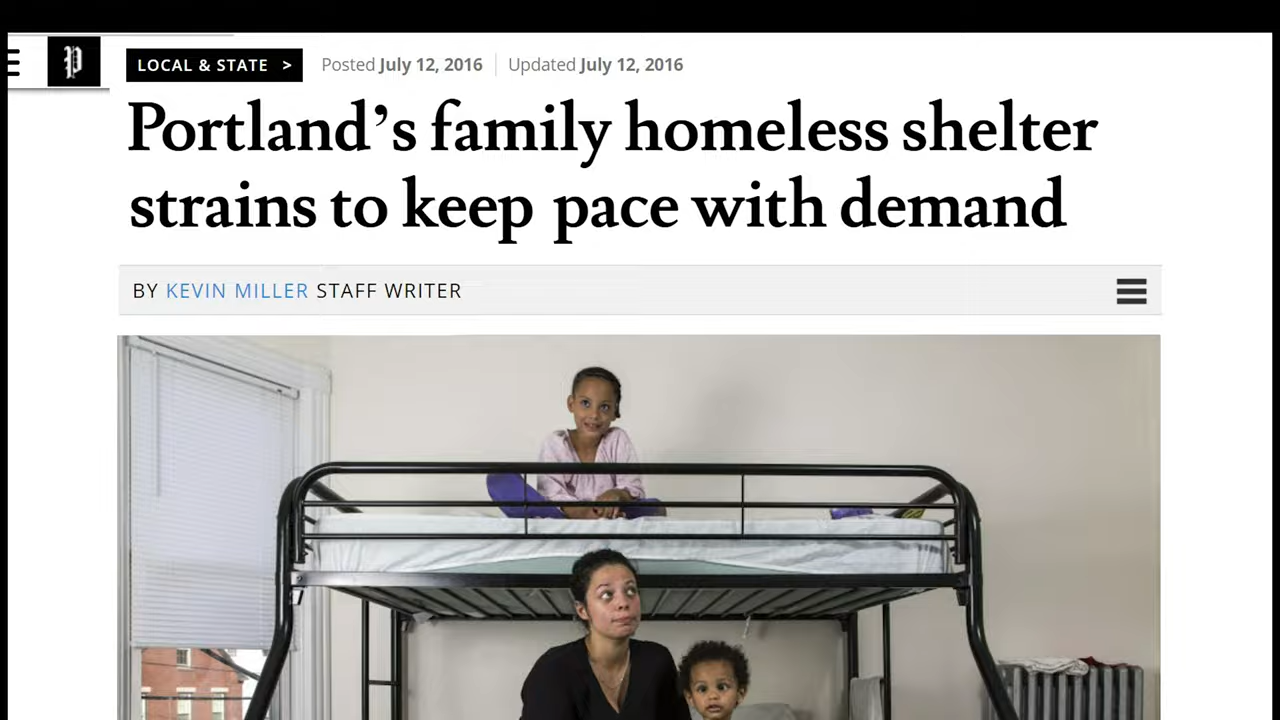 P
LOCAL & STATE >
Posted July 12, 2016 Updated July 12, 2016
Portland’s family homeless shelter
strains to keep pace with demand
BY KEVIN MILLER STAFF WRITER